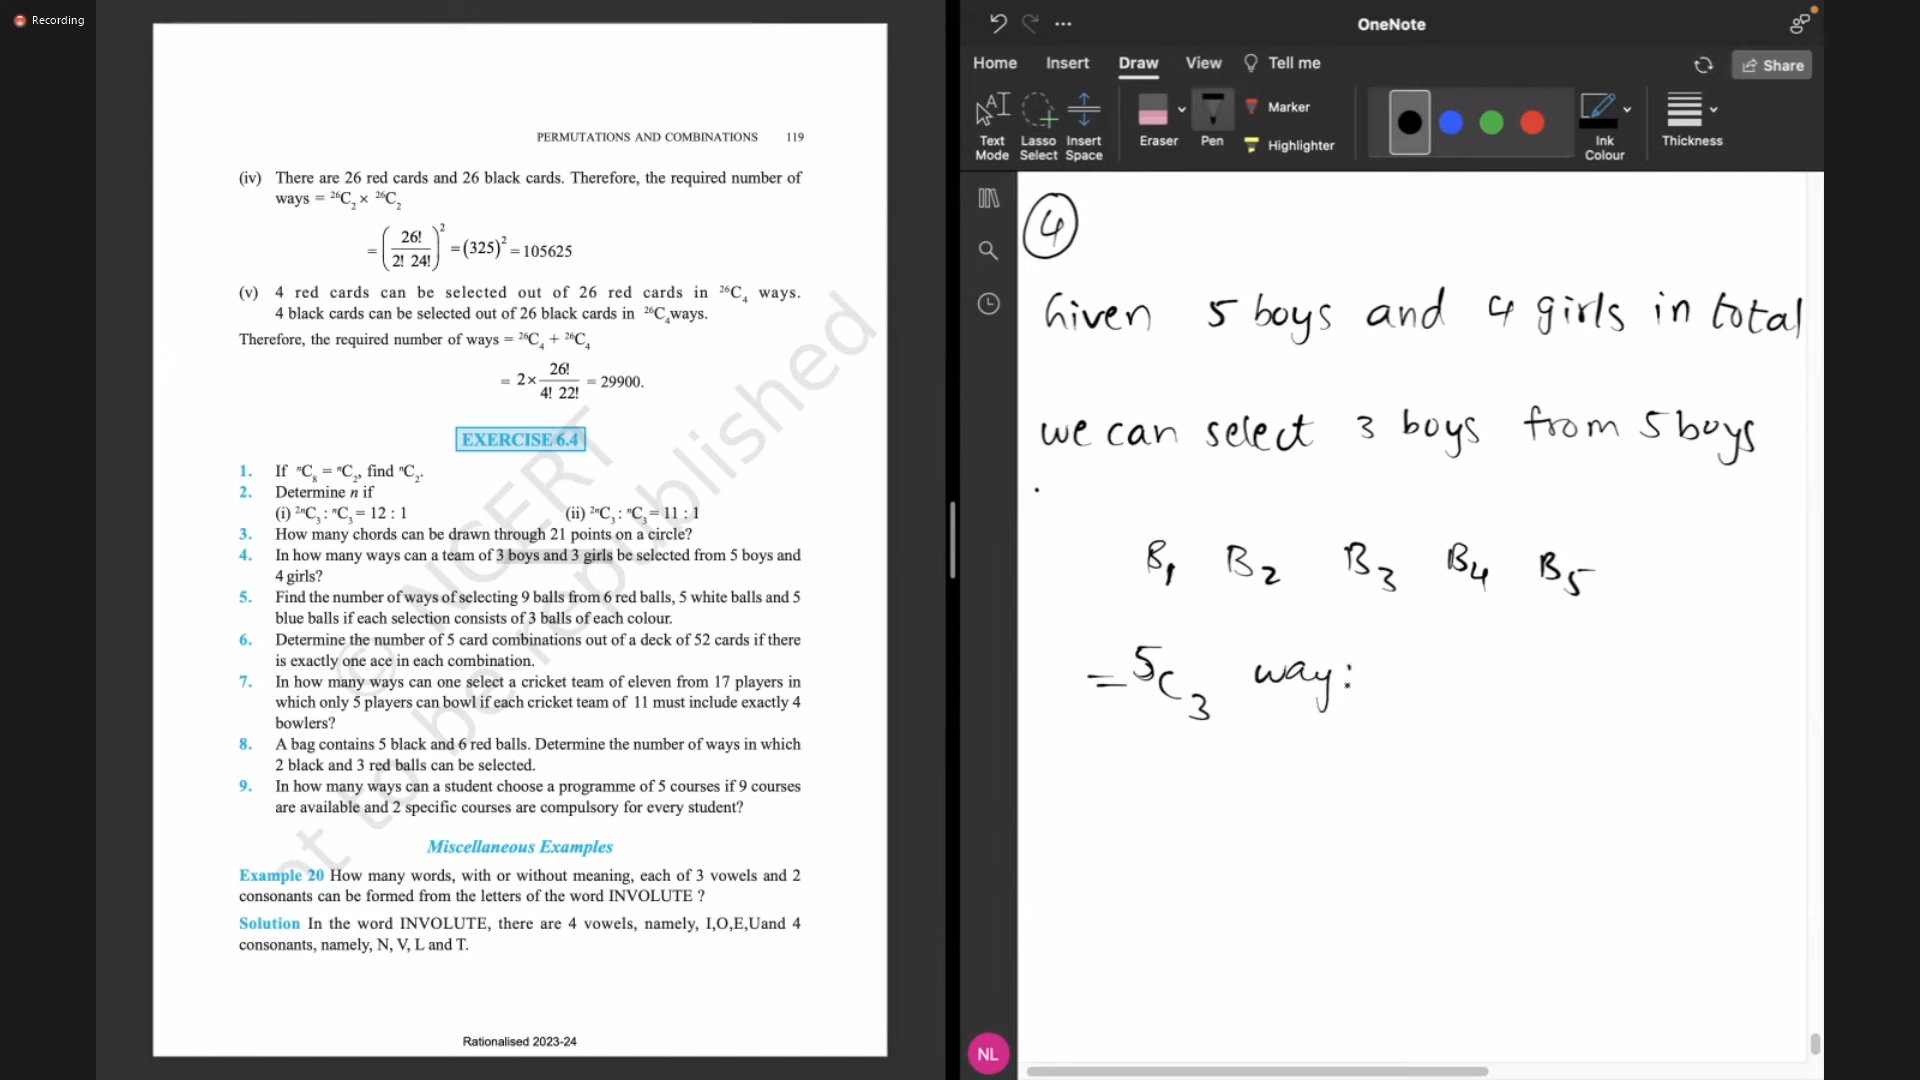 Recording
PERMUTATIONS AND COMBINATIONS 119
(iv) There are 26 red cards and 26 black cards. Therefore, the required number of
ways = ²⁶C₂ × ²⁶C₂
= (26!/2! 24!)² = (325)² = 105625
(v) 4 red cards can be selected out of 26 red cards in ²⁶C₄ ways.
4 black cards can be selected out of 26 black cards in ²⁶C₄ways.
Therefore, the required number of ways = ²⁶C₄ + ²⁶C₄
= 2× 26!/4! 22! = 29900.
EXERCISE 6.4
1. If ⁿC₈ = ⁿC₂, find ⁿC₂.
2. Determine n if
(i) ²ⁿC₃ : ⁿC₃ = 12 : 1 (ii) ²ⁿC₃ : ⁿC₃ = 11 : 1
3. How many chords can be drawn through 21 points on a circle?
4. In how many ways can a team of 3 boys and 3 girls be selected from 5 boys and
4 girls?
5. Find the number of ways of selecting 9 balls from 6 red balls, 5 white balls and 5
blue balls if each selection consists of 3 balls of each colour.
6. Determine the number of 5 card combinations out of a deck of 52 cards if there
is exactly one ace in each combination.
7. In how many ways can one select a cricket team of eleven from 17 players in
which only 5 players can bowl if each cricket team of 11 must include exactly 4
bowlers?
8. A bag contains 5 black and 6 red balls. Determine the number of ways in which
2 black and 3 red balls can be selected.
9. In how many ways can a student choose a programme of 5 courses if 9 courses
are available and 2 specific courses are compulsory for every student?
Miscellaneous Examples
Example 20 How many words, with or without meaning, each of 3 vowels and 2
consonants can be formed from the letters of the word INVOLUTE ?
Solution In the word INVOLUTE, there are 4 vowels, namely, I,O,E,Uand 4
consonants, namely, N, V, L and T.
Rationalised 2023-24
© NCERT
not to be republished
OneNote
Home Insert Draw View Tell me
Share
Text Mode
Lasso Select
Insert Space
Eraser
Pen
Marker
Highlighter
Ink Colour
Thickness
4
Given 5 boys and 4 girls in total
we can select 3 boys from 5 boys
B₁ B₂ B₃ B₄ B₅
= ⁵C₃ way:
NL